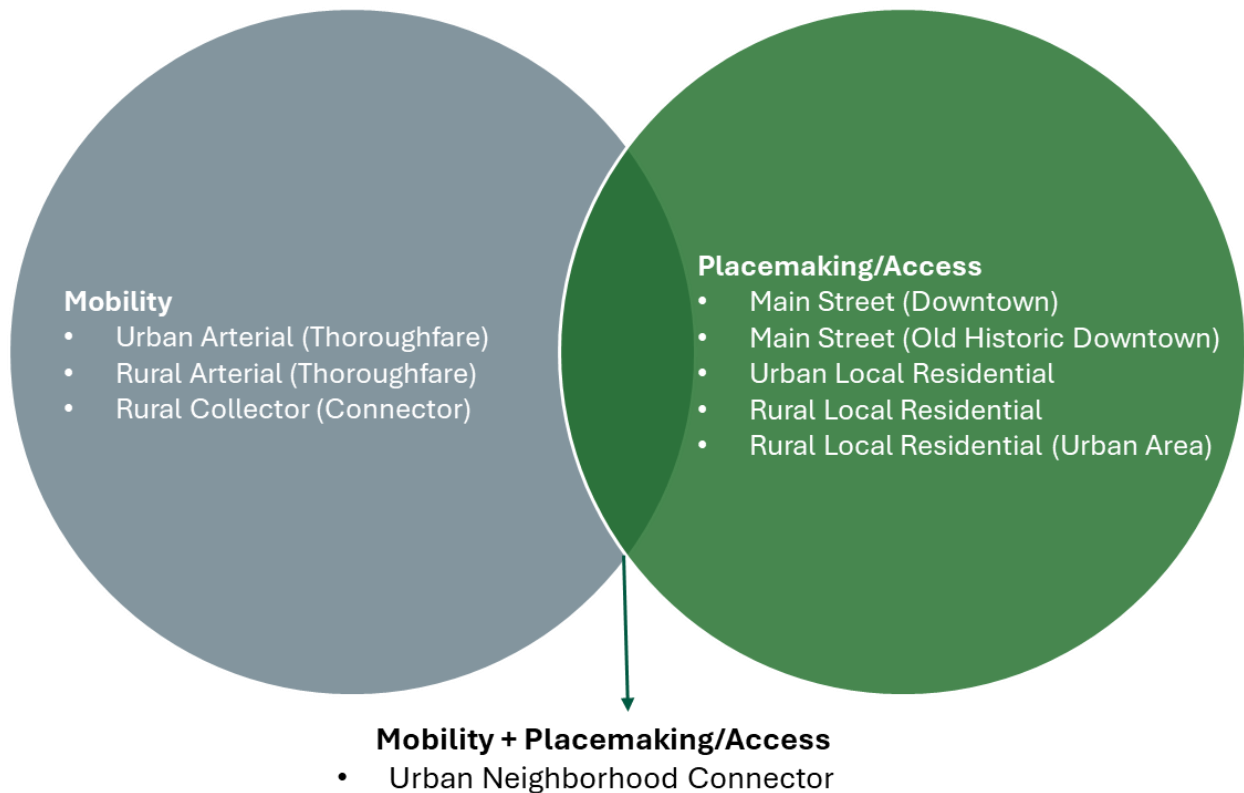 Mobility
• Urban Arterial (Thoroughfare)
• Rural Arterial (Thoroughfare)
• Rural Collector (Connector)
Placemaking/Access
• Main Street (Downtown)
• Main Street (Old Historic Downtown)
• Urban Local Residential
• Rural Local Residential
• Rural Local Residential (Urban Area)
Mobility + Placemaking/Access
• Urban Neighborhood Connector